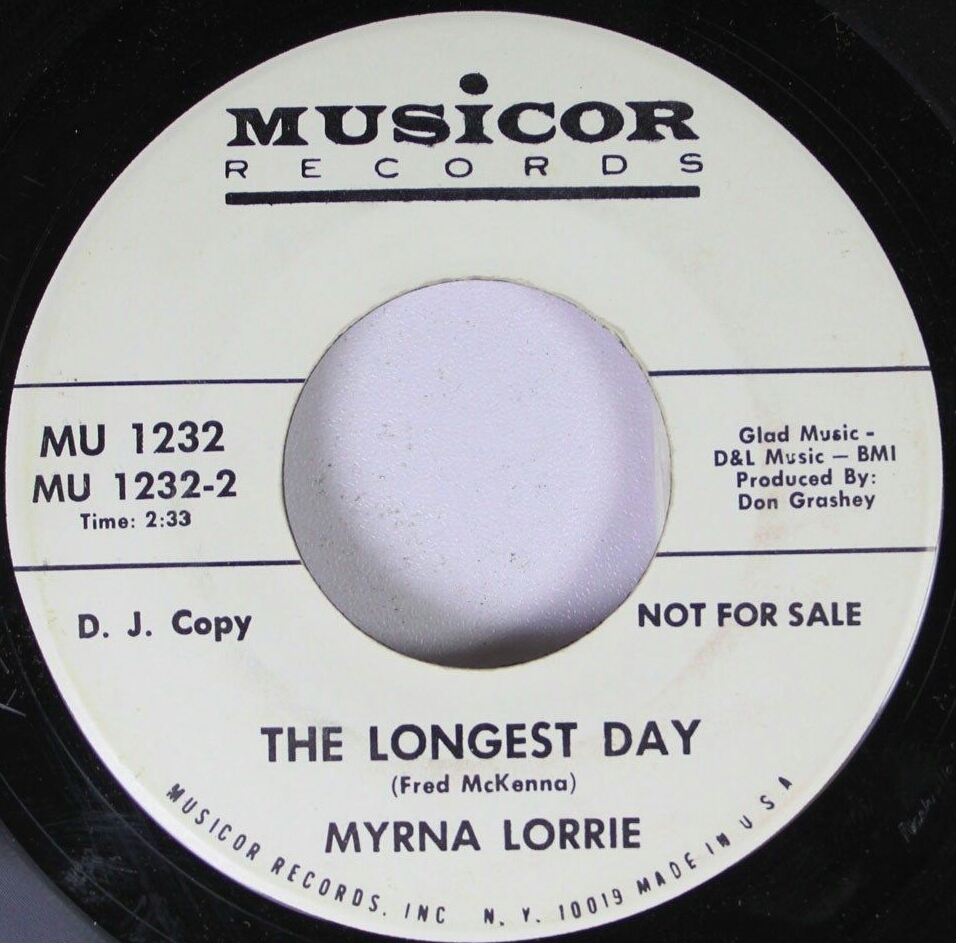 MUSiCOR
RECORDS
MU 1232
MU 1232-2
Time: 2:33
Glad Music -
D&L Music — BMI
Produced By:
Don Grashey
D. J. Copy
NOT FOR SALE
THE LONGEST DAY
(Fred McKenna)
MYRNA LORRIE
MUSICOR RECORDS, INC N. Y. 10019 MADE IN U S A